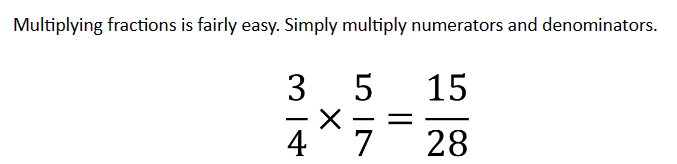 Multiplying fractions is fairly easy. Simply multiply numerators and denominators.
3/4 × 5/7 = 15/28